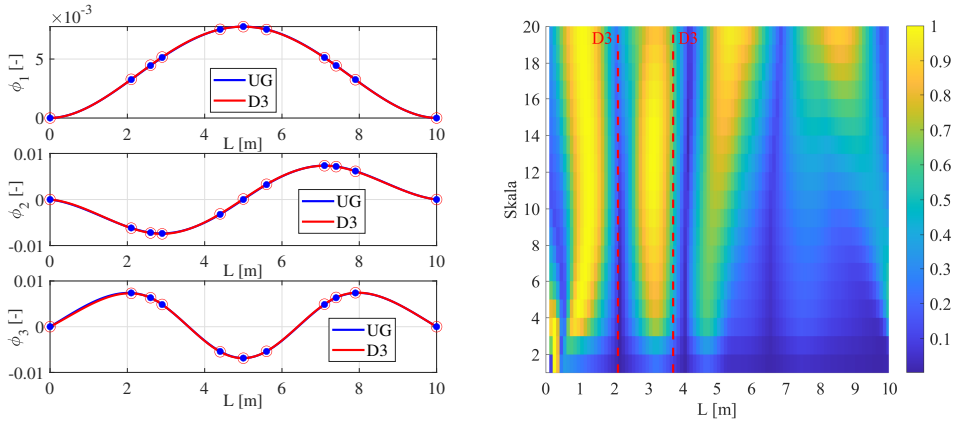 ×10⁻³
5
0
ϕ₁ [-]
UG
D3
0 2 4 6 8 10
L [m]
0.01
0
-0.01
ϕ₂ [-]
UG
D3
0 2 4 6 8 10
L [m]
0.01
0
-0.01
ϕ₃ [-]
UG
D3
0 2 4 6 8 10
L [m]
20
18
16
14
12
10
8
6
4
2
Skala
D3 D3
0 1 2 3 4 5 6 7 8 9 10
L [m]
1
0.9
0.8
0.7
0.6
0.5
0.4
0.3
0.2
0.1